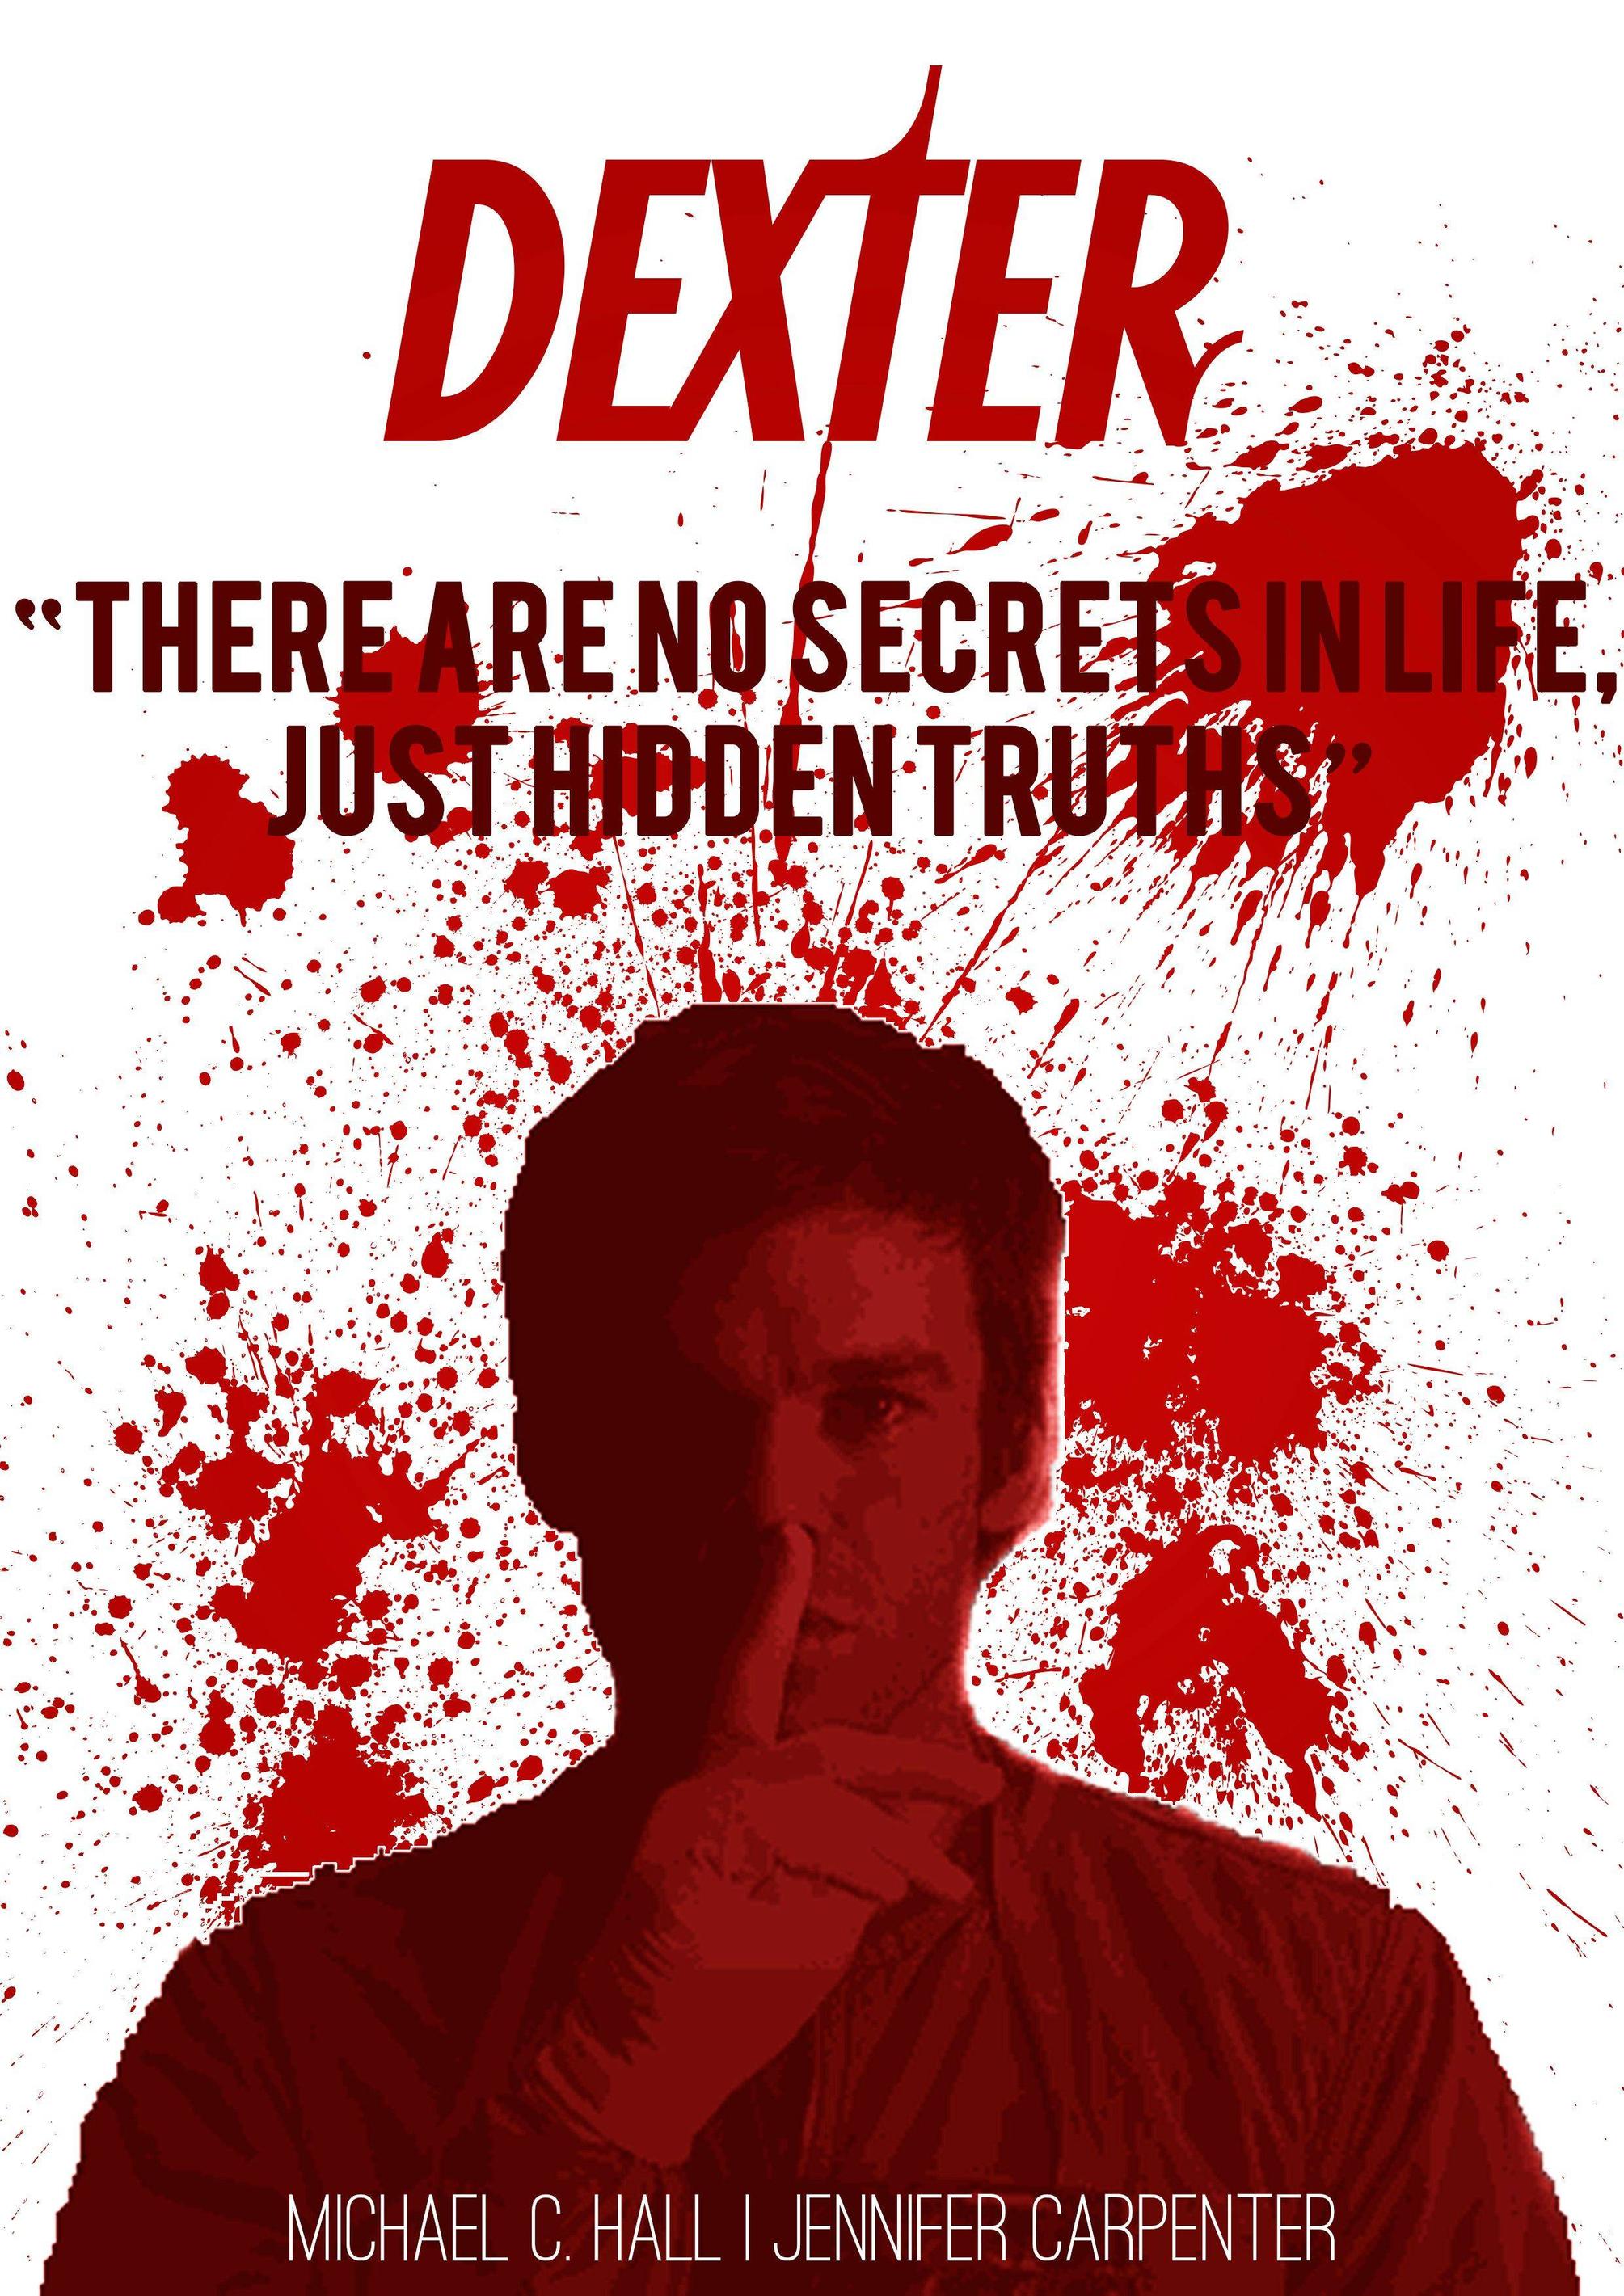 DEXTER
“THERE ARE NO SECRETS IN LIFE,
JUST HIDDEN TRUTHS”
MICHAEL C. HALL | JENNIFER CARPENTER